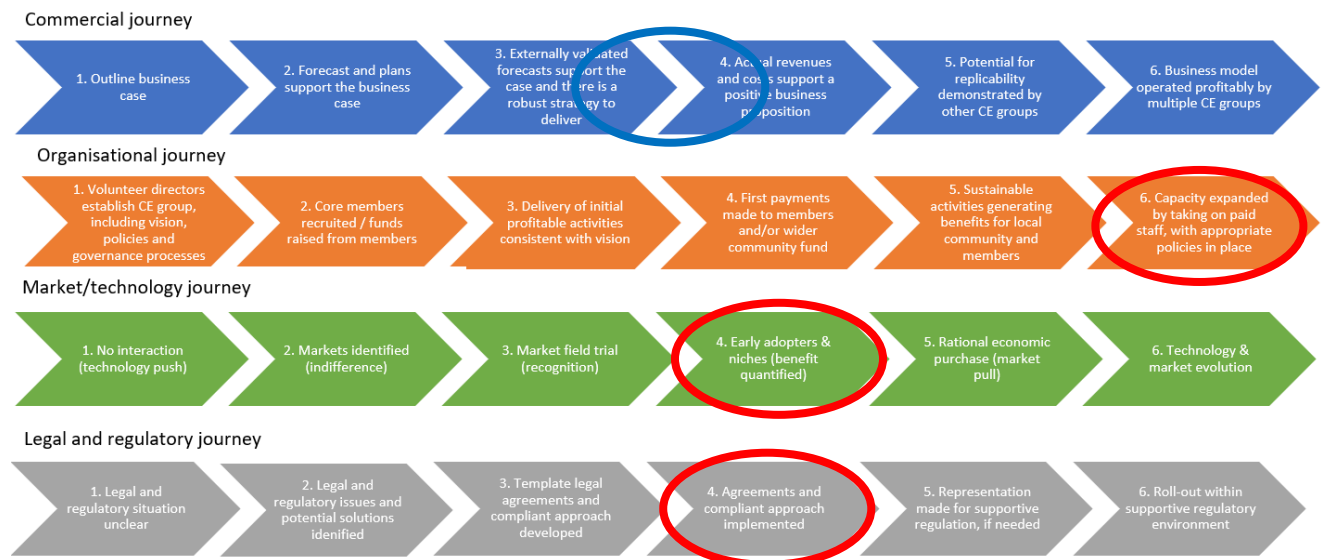 Commercial journey
1. Outline business
case
2. Forecast and plans
support the business
case
3. Externally validated
forecasts support the
case and there is a
robust strategy to
deliver
4. Actual revenues
and costs support a
positive business
proposition
5. Potential for
replicability
demonstrated by
other CE groups
6. Business model
operated profitably by
multiple CE groups
Organisational journey
1. Volunteer directors
establish CE group,
including vision,
policies and
governance processes
2. Core members
recruited / funds
raised from members
3. Delivery of initial
profitable activities
consistent with vision
4. First payments
made to members
and/or wider
community fund
5. Sustainable
activities generating
benefits for local
community and
members
6. Capacity expanded
by taking on paid
staff, with appropriate
policies in place
Market/technology journey
1. No interaction
(technology push)
2. Markets identified
(indifference)
3. Market field trial
(recognition)
4. Early adopters &
niches (benefit
quantified)
5. Rational economic
purchase (market
pull)
6. Technology &
market evolution
Legal and regulatory journey
1. Legal and
regulatory situation
unclear
2. Legal and
regulatory issues and
potential solutions
idenified
3. Template legal
agreements and
compliant approach
developed
4. Agreements and
compliant approach
implemented
5. Representation
made for supportive
regulation, if needed
6. Roll-out within
supportive regulatory
environment